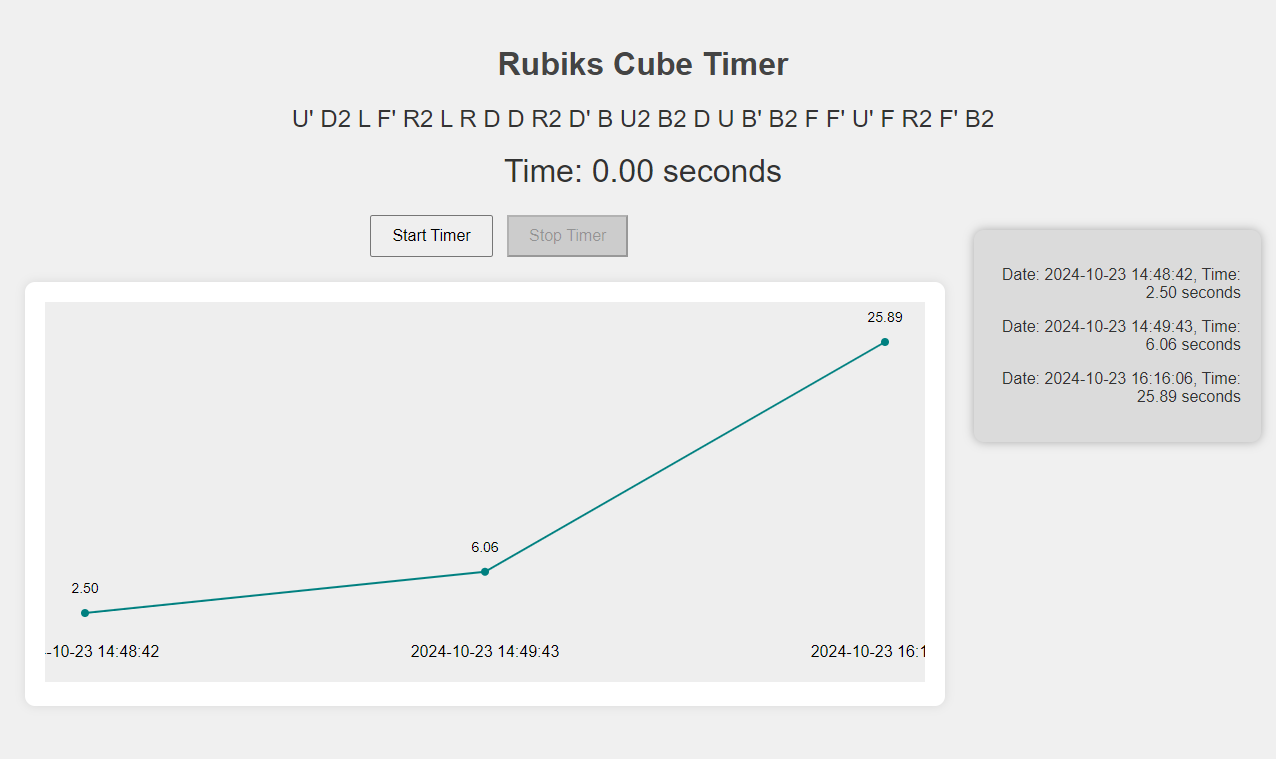 Rubiks Cube Timer
U' D2 L F' R2 L R D D R2 D' B U2 B2 D U B' B2 F F' U' F R2 F' B2
Time: 0.00 seconds
Start Timer
Stop Timer
Date: 2024-10-23 14:48:42, Time:
2.50 seconds
Date: 2024-10-23 14:49:43, Time:
6.06 seconds
Date: 2024-10-23 16:16:06, Time:
25.89 seconds
25.89
6.06
2.50
-10-23 14:48:42
2024-10-23 14:49:43
2024-10-23 16:1